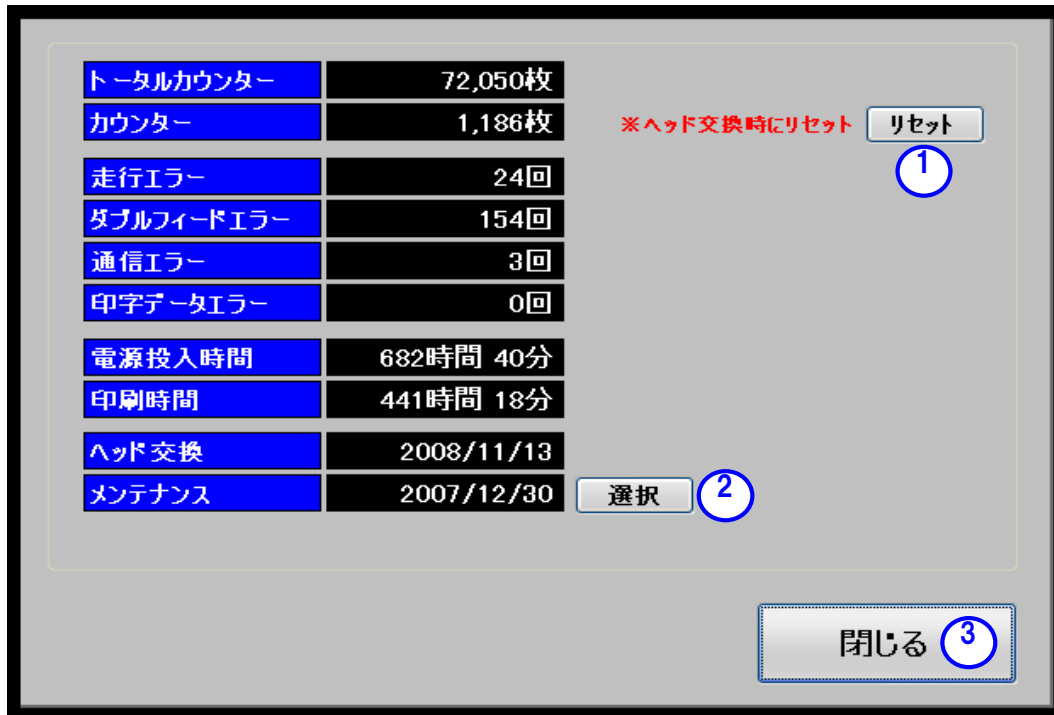 トータルカウンター 72,050枚
カウンター 1,186枚 ※ヘッド交換時にリセット リセット
1
走行エラー 24回
ダブルフィードエラー 154回
通信エラー 3回
印字データエラー 0回
電源投入時間 682時間 40分
印刷時間 441時間 18分
ヘッド交換 2008/11/13
メンテナンス 2007/12/30 選択 2
閉じる 3